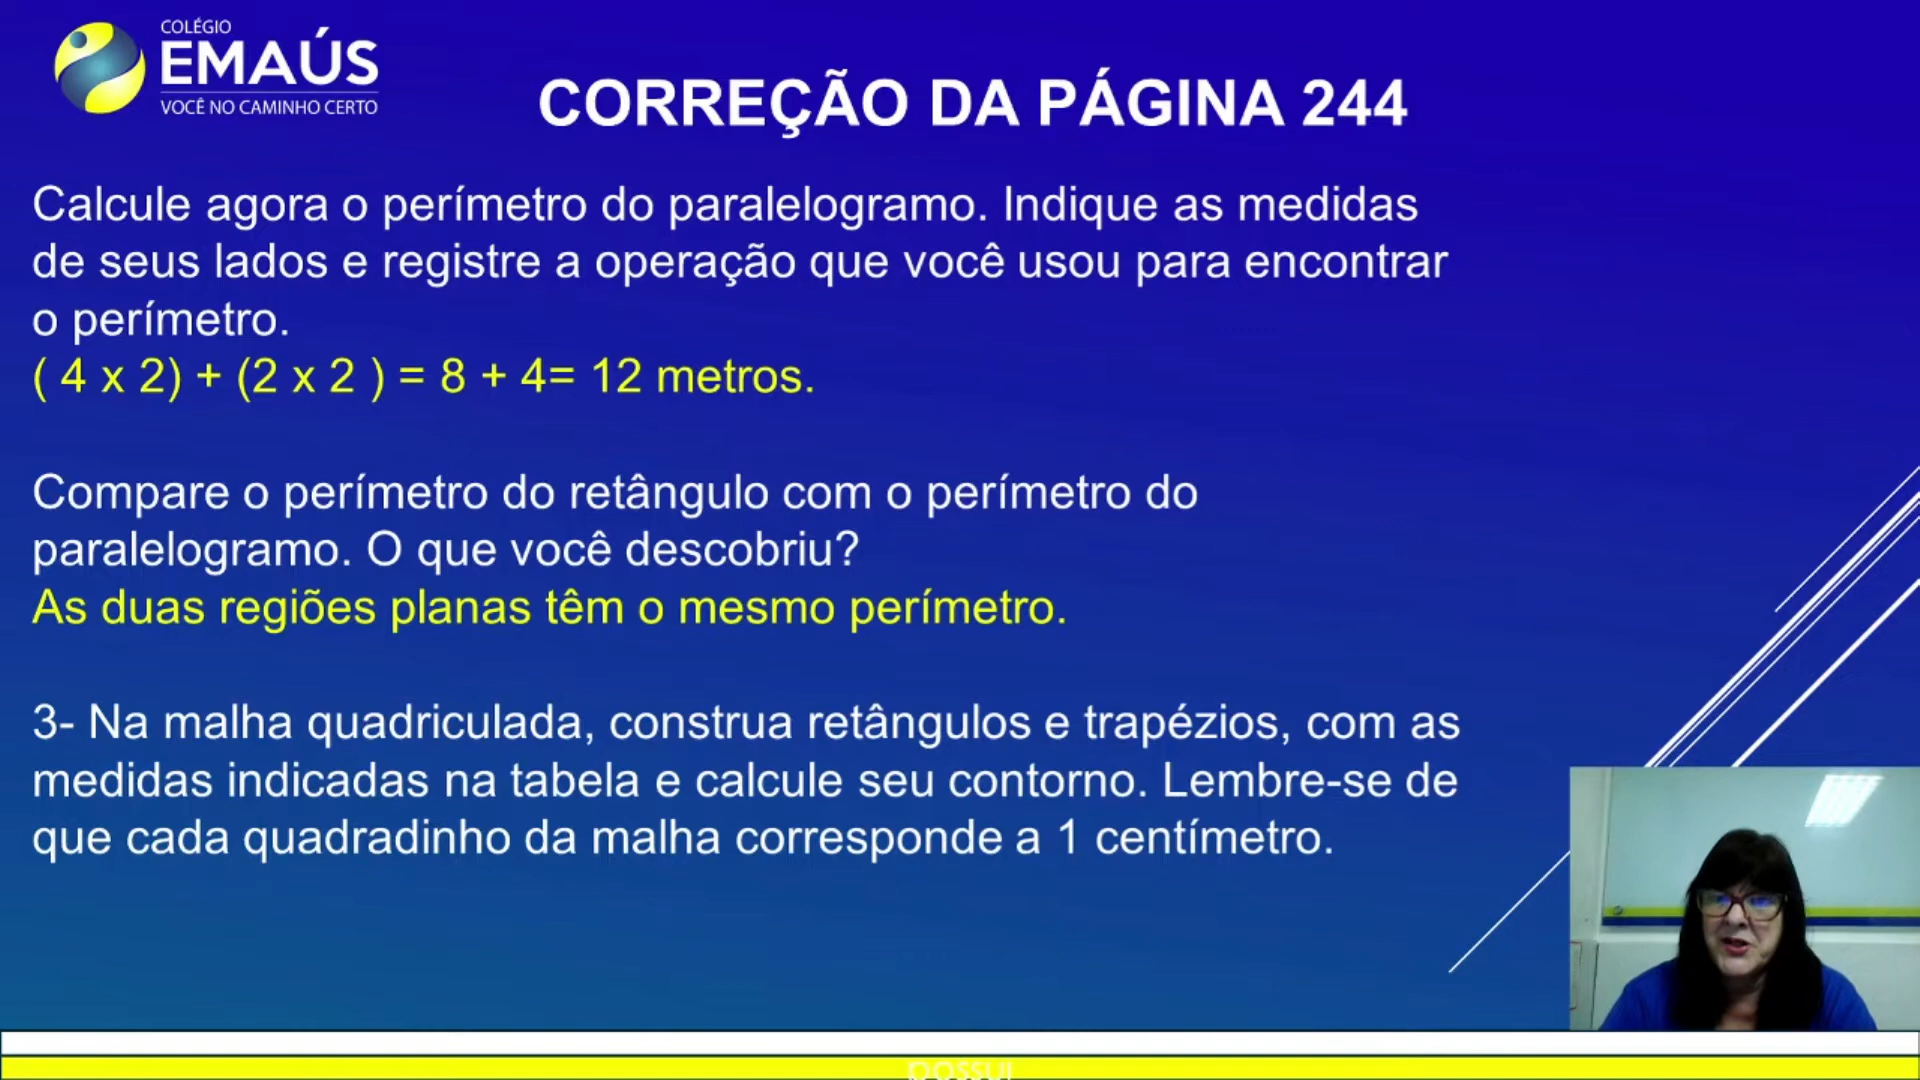 COLÉGIO
EMAÚS
VOCÊ NO CAMINHO CERTO
CORREÇÃO DA PÁGINA 244
Calcule agora o perímetro do paralelogramo. Indique as medidas
de seus lados e registre a operação que você usou para encontrar
o perímetro.
( 4 x 2) + (2 x 2 ) = 8 + 4= 12 metros.
Compare o perímetro do retângulo com o perímetro do
paralelogramo. O que você descobriu?
As duas regiões planas têm o mesmo perímetro.
3- Na malha quadriculada, construa retângulos e trapézios, com as
medidas indicadas na tabela e calcule seu contorno. Lembre-se de
que cada quadradinho da malha corresponde a 1 centímetro.
possui